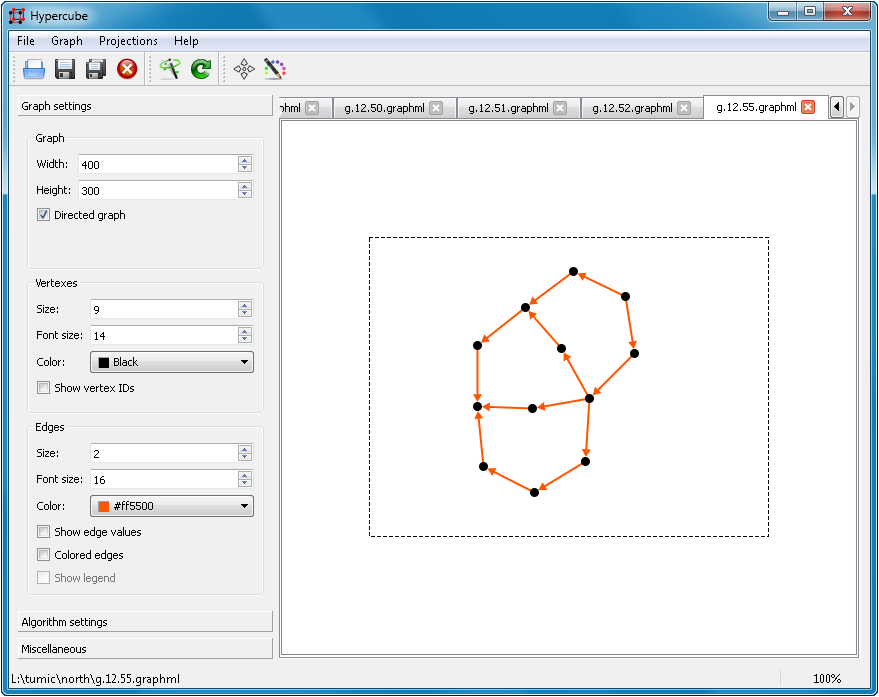 Hypercube
File Graph Projections Help
Graph settings
phml g.12.50.graphml g.12.51.graphml g.12.52.graphml g.12.55.graphml
Graph
Width: 400
Height: 300
Directed graph
Vertexes
Size: 9
Font size: 14
Color: Black
Show vertex IDs
Edges
Size: 2
Font size: 16
Color: #ff5500
Show edge values
Colored edges
Show legend
Algorithm settings
Miscellaneous
L:\tumic\north\g.12.55.graphml 100%